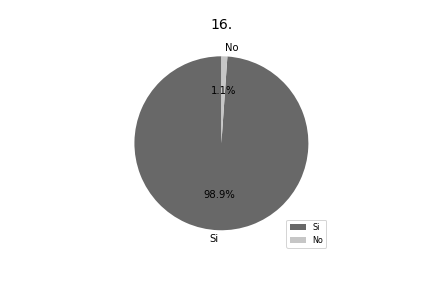 16.
No
1.1%
98.9%
Si
Si
No